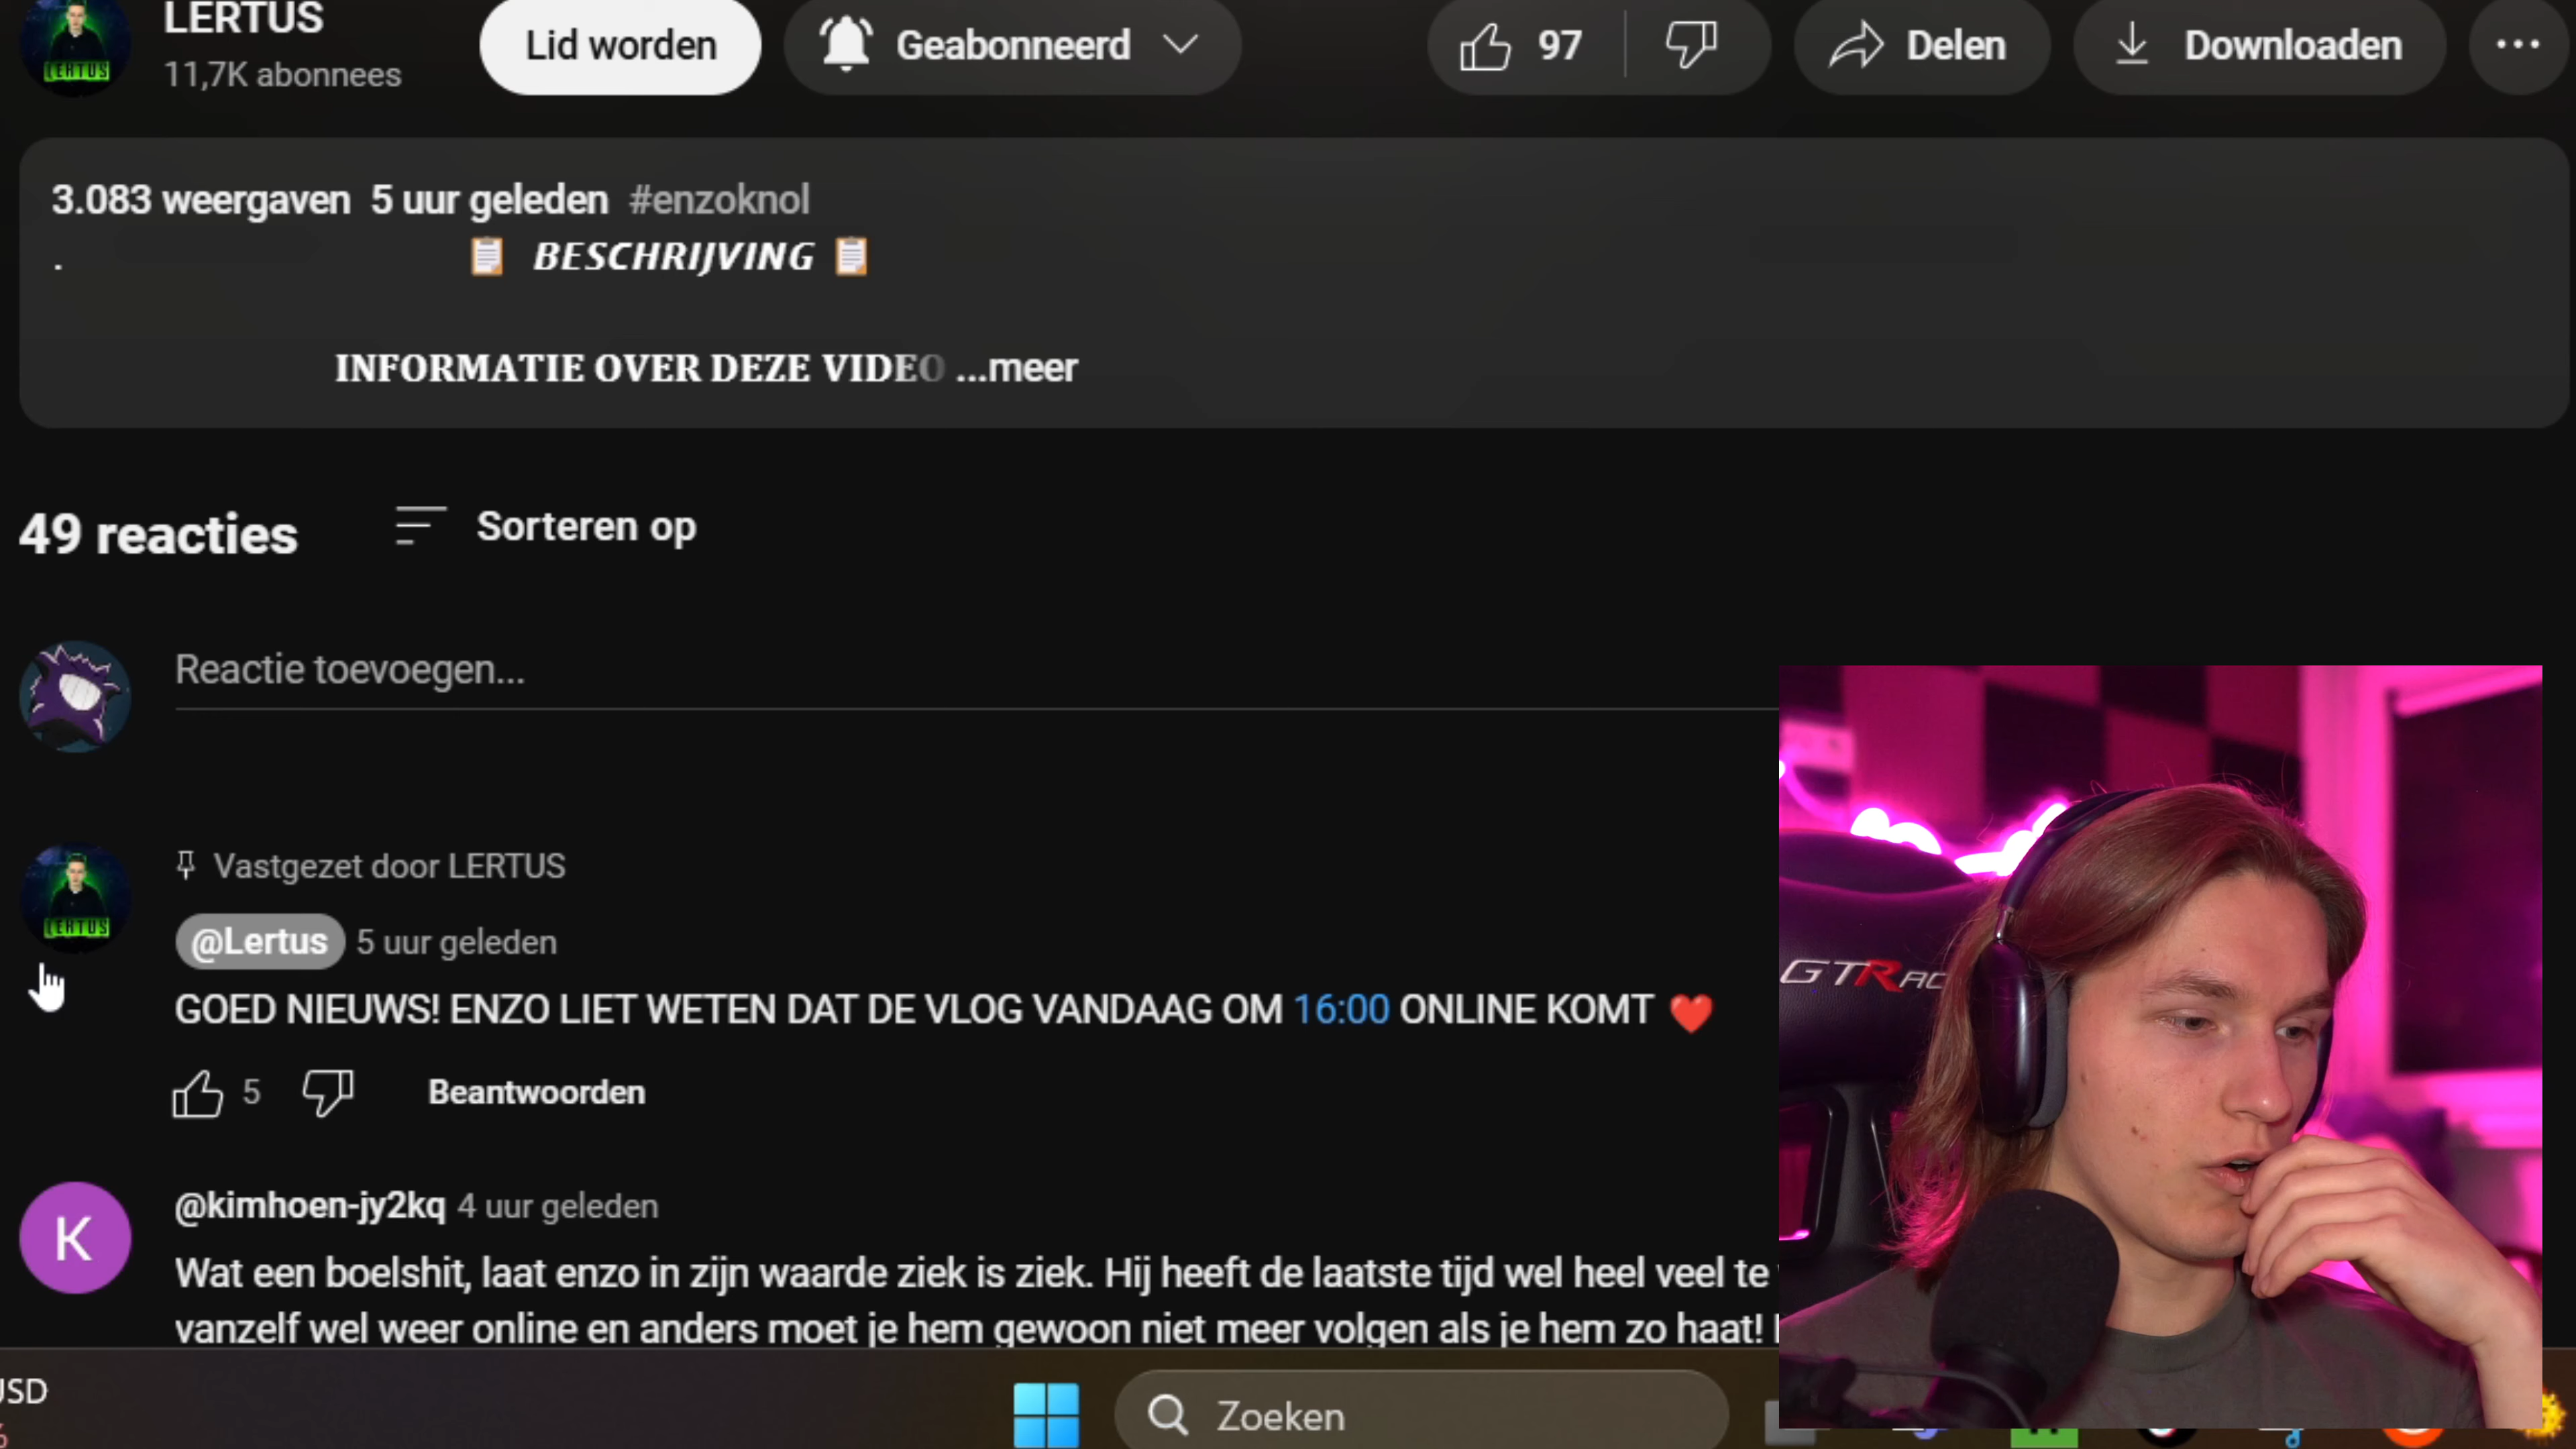 LERTUS
11,7K abonnees
Lid worden
Geabonneerd
97
Delen
Downloaden
3.083 weergaven 5 uur geleden #enzoknol
. 📋 BESCHRIJVING 📋
INFORMATIE OVER DEZE VIDEO ...meer
49 reacties
Sorteren op
Reactie toevoegen...
LERTUS
Vastgezet door LERTUS
@Lertus 5 uur geleden
GOED NIEUWS! ENZO LIET WETEN DAT DE VLOG VANDAAG OM 16:00 ONLINE KOMT ❤️
5
Beantwoorden
K
@kimhoen-jy2kq 4 uur geleden
Wat een boelshit, laat enzo in zijn waarde ziek is ziek. Hij heeft de laatste tijd wel heel veel te
vanzelf wel weer online en anders moet je hem gewoon niet meer volgen als je hem zo haat!
GTRAC
Zoeken